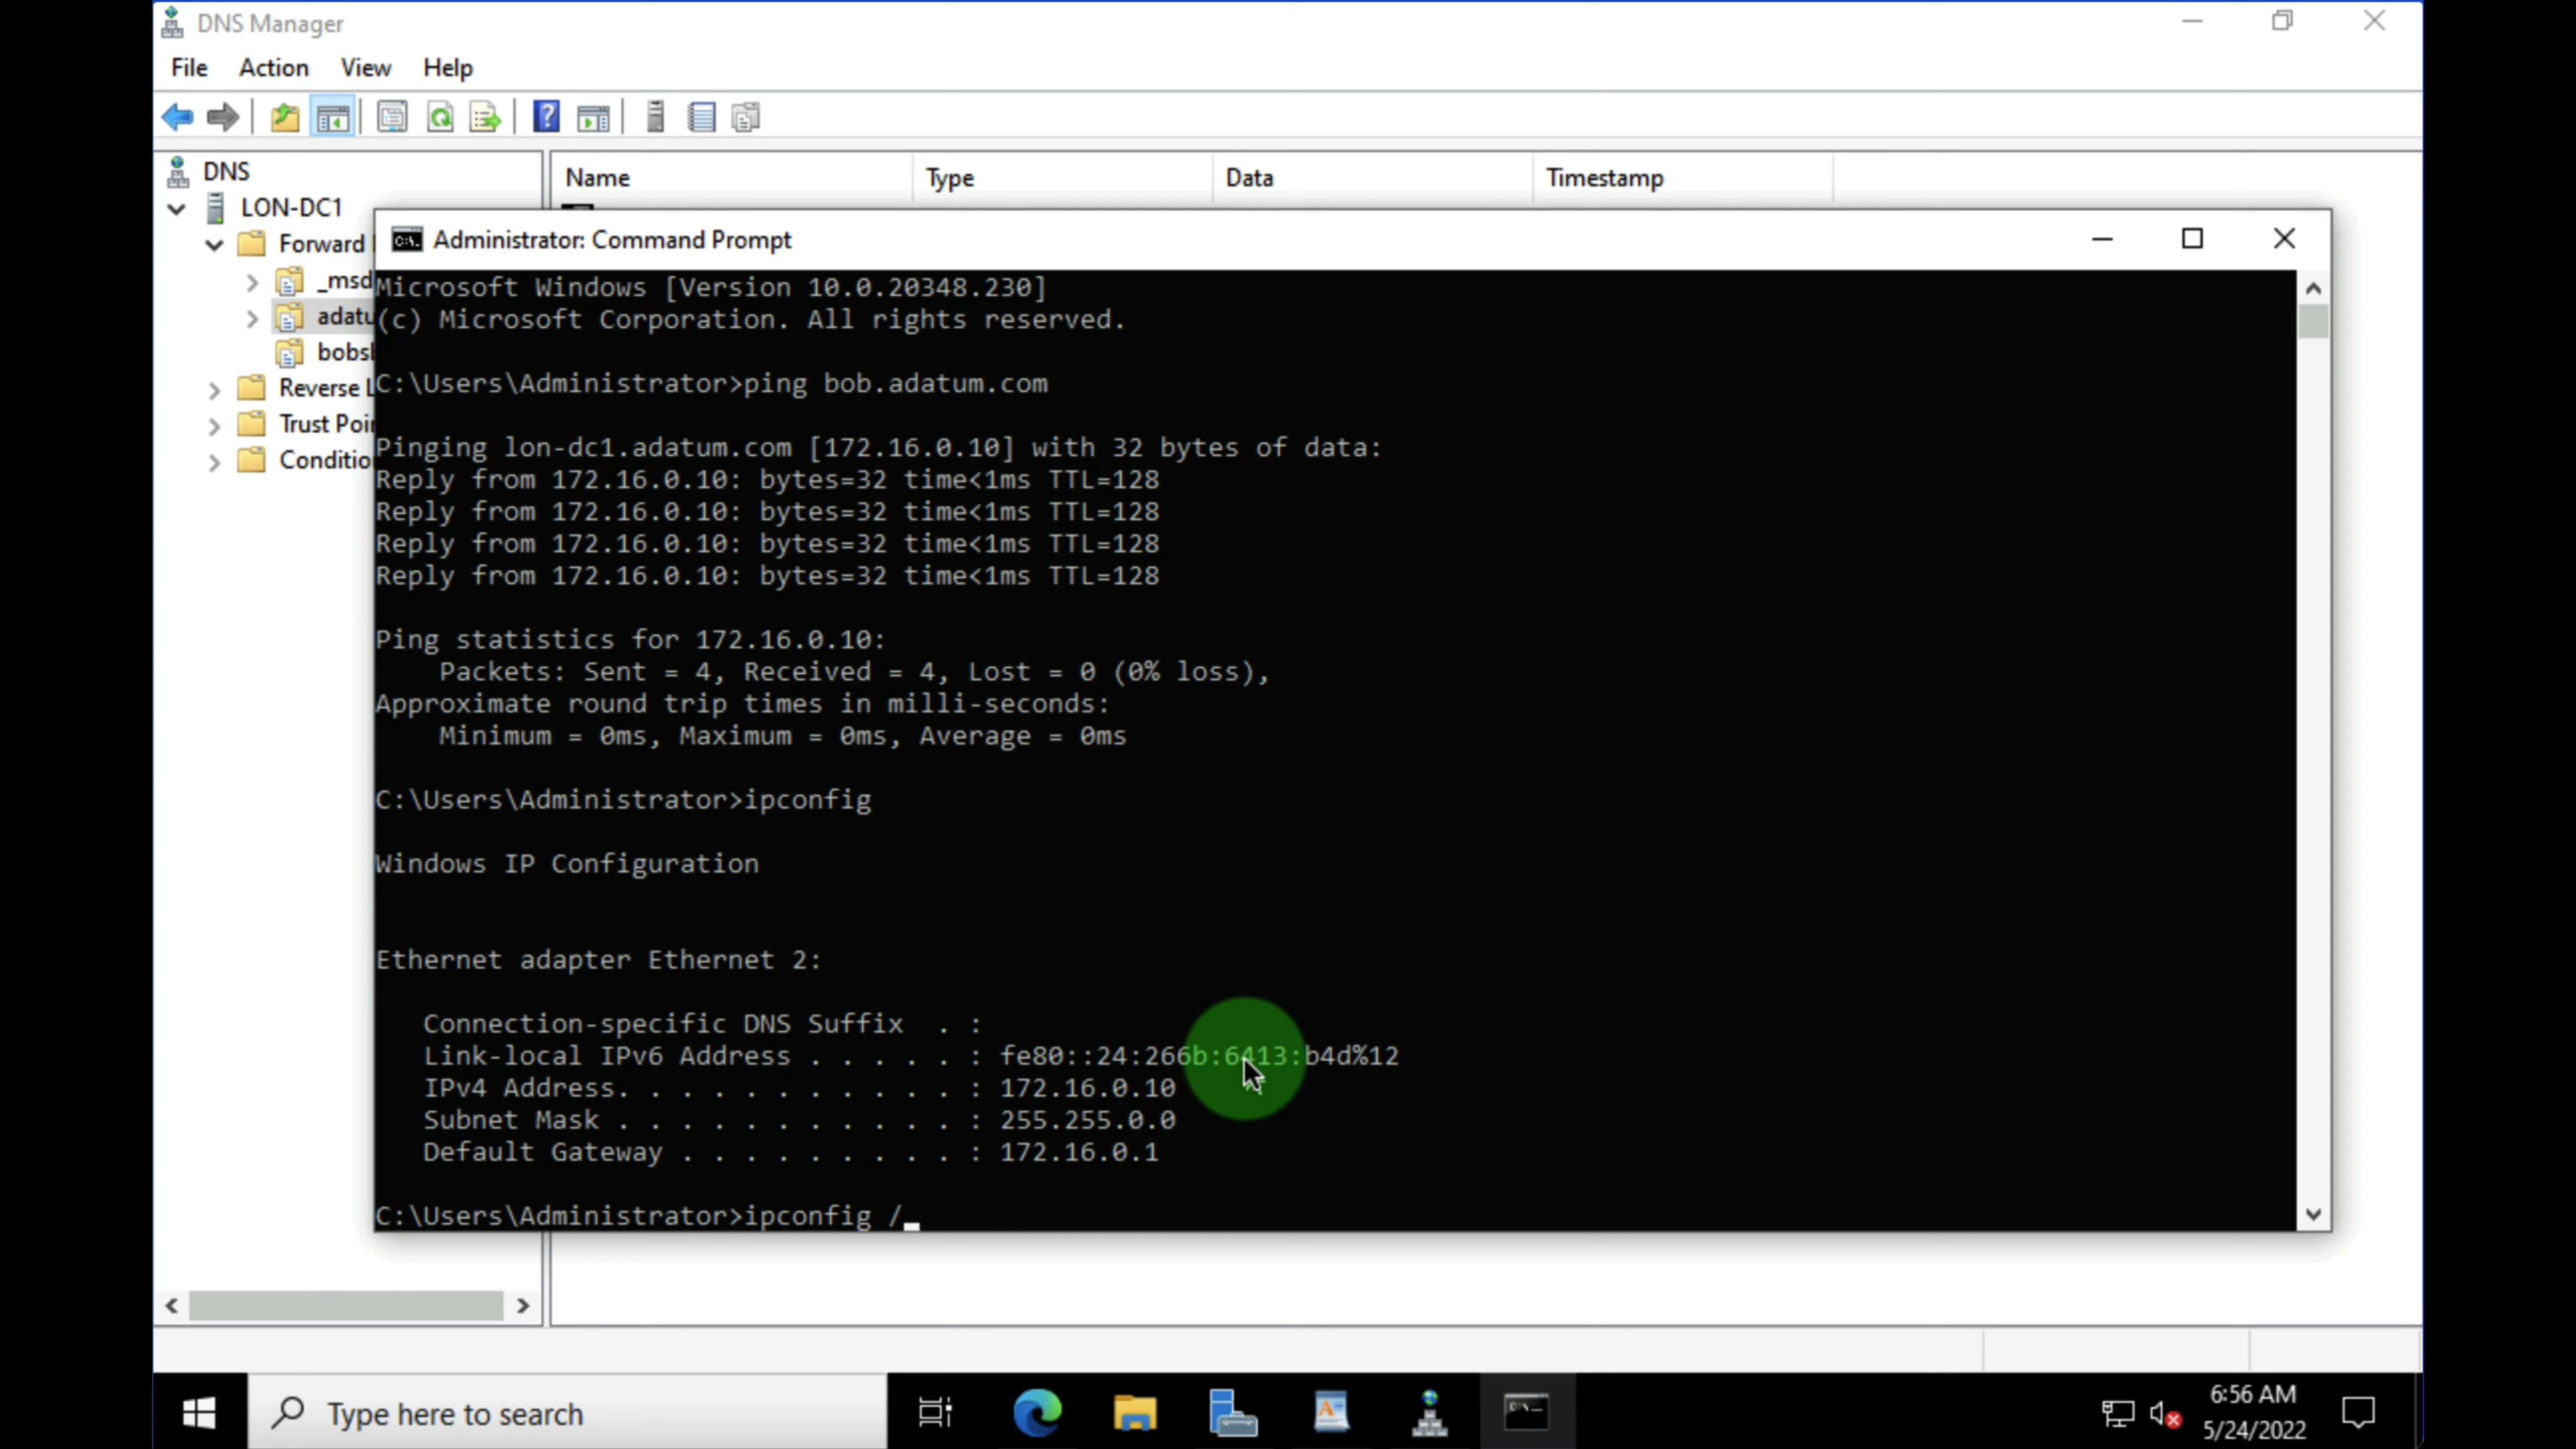 DNS Manager
File Action View Help
DNS
LON-DC1
Forward
_msd
adatu
bobs
Reverse L
Trust Poi
Conditio
Name Type Data Timestamp
Administrator: Command Prompt
Microsoft Windows [Version 10.0.20348.230]
(c) Microsoft Corporation. All rights reserved.
C:\Users\Administrator>ping bob.adatum.com
Pinging lon-dc1.adatum.com [172.16.0.10] with 32 bytes of data:
Reply from 172.16.0.10: bytes=32 time<1ms TTL=128
Reply from 172.16.0.10: bytes=32 time<1ms TTL=128
Reply from 172.16.0.10: bytes=32 time<1ms TTL=128
Reply from 172.16.0.10: bytes=32 time<1ms TTL=128
Ping statistics for 172.16.0.10:
Packets: Sent = 4, Received = 4, Lost = 0 (0% loss),
Approximate round trip times in milli-seconds:
Minimum = 0ms, Maximum = 0ms, Average = 0ms
C:\Users\Administrator>ipconfig
Windows IP Configuration
Ethernet adapter Ethernet 2:
Connection-specific DNS Suffix . :
Link-local IPv6 Address . . . . . : fe80::24:266b:6413:b4d%12
IPv4 Address. . . . . . . . . . . : 172.16.0.10
Subnet Mask . . . . . . . . . . . : 255.255.0.0
Default Gateway . . . . . . . . . : 172.16.0.1
C:\Users\Administrator>ipconfig /
Type here to search
6:56 AM
5/24/2022